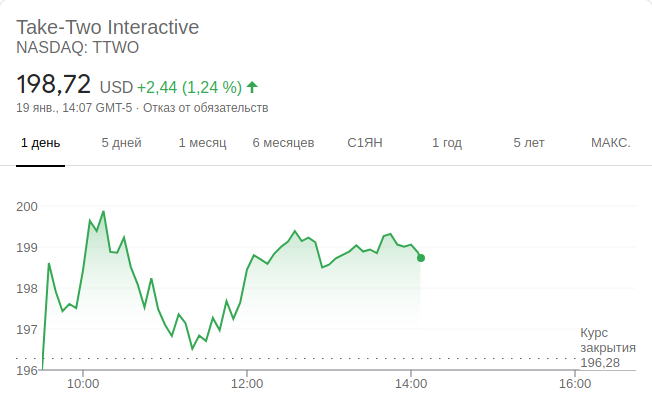 Take-Two Interactive
NASDAQ: TTWO
198,72 USD +2,44 (1,24 %)
19 янв., 14:07 GMT-5 · Отказ от обязательств
1 день 5 дней 1 месяц 6 месяцев С1ЯН 1 год 5 лет МАКС.
200
199
198
197
196
Курс
закрытия
196,28
10:00 12:00 14:00 16:00